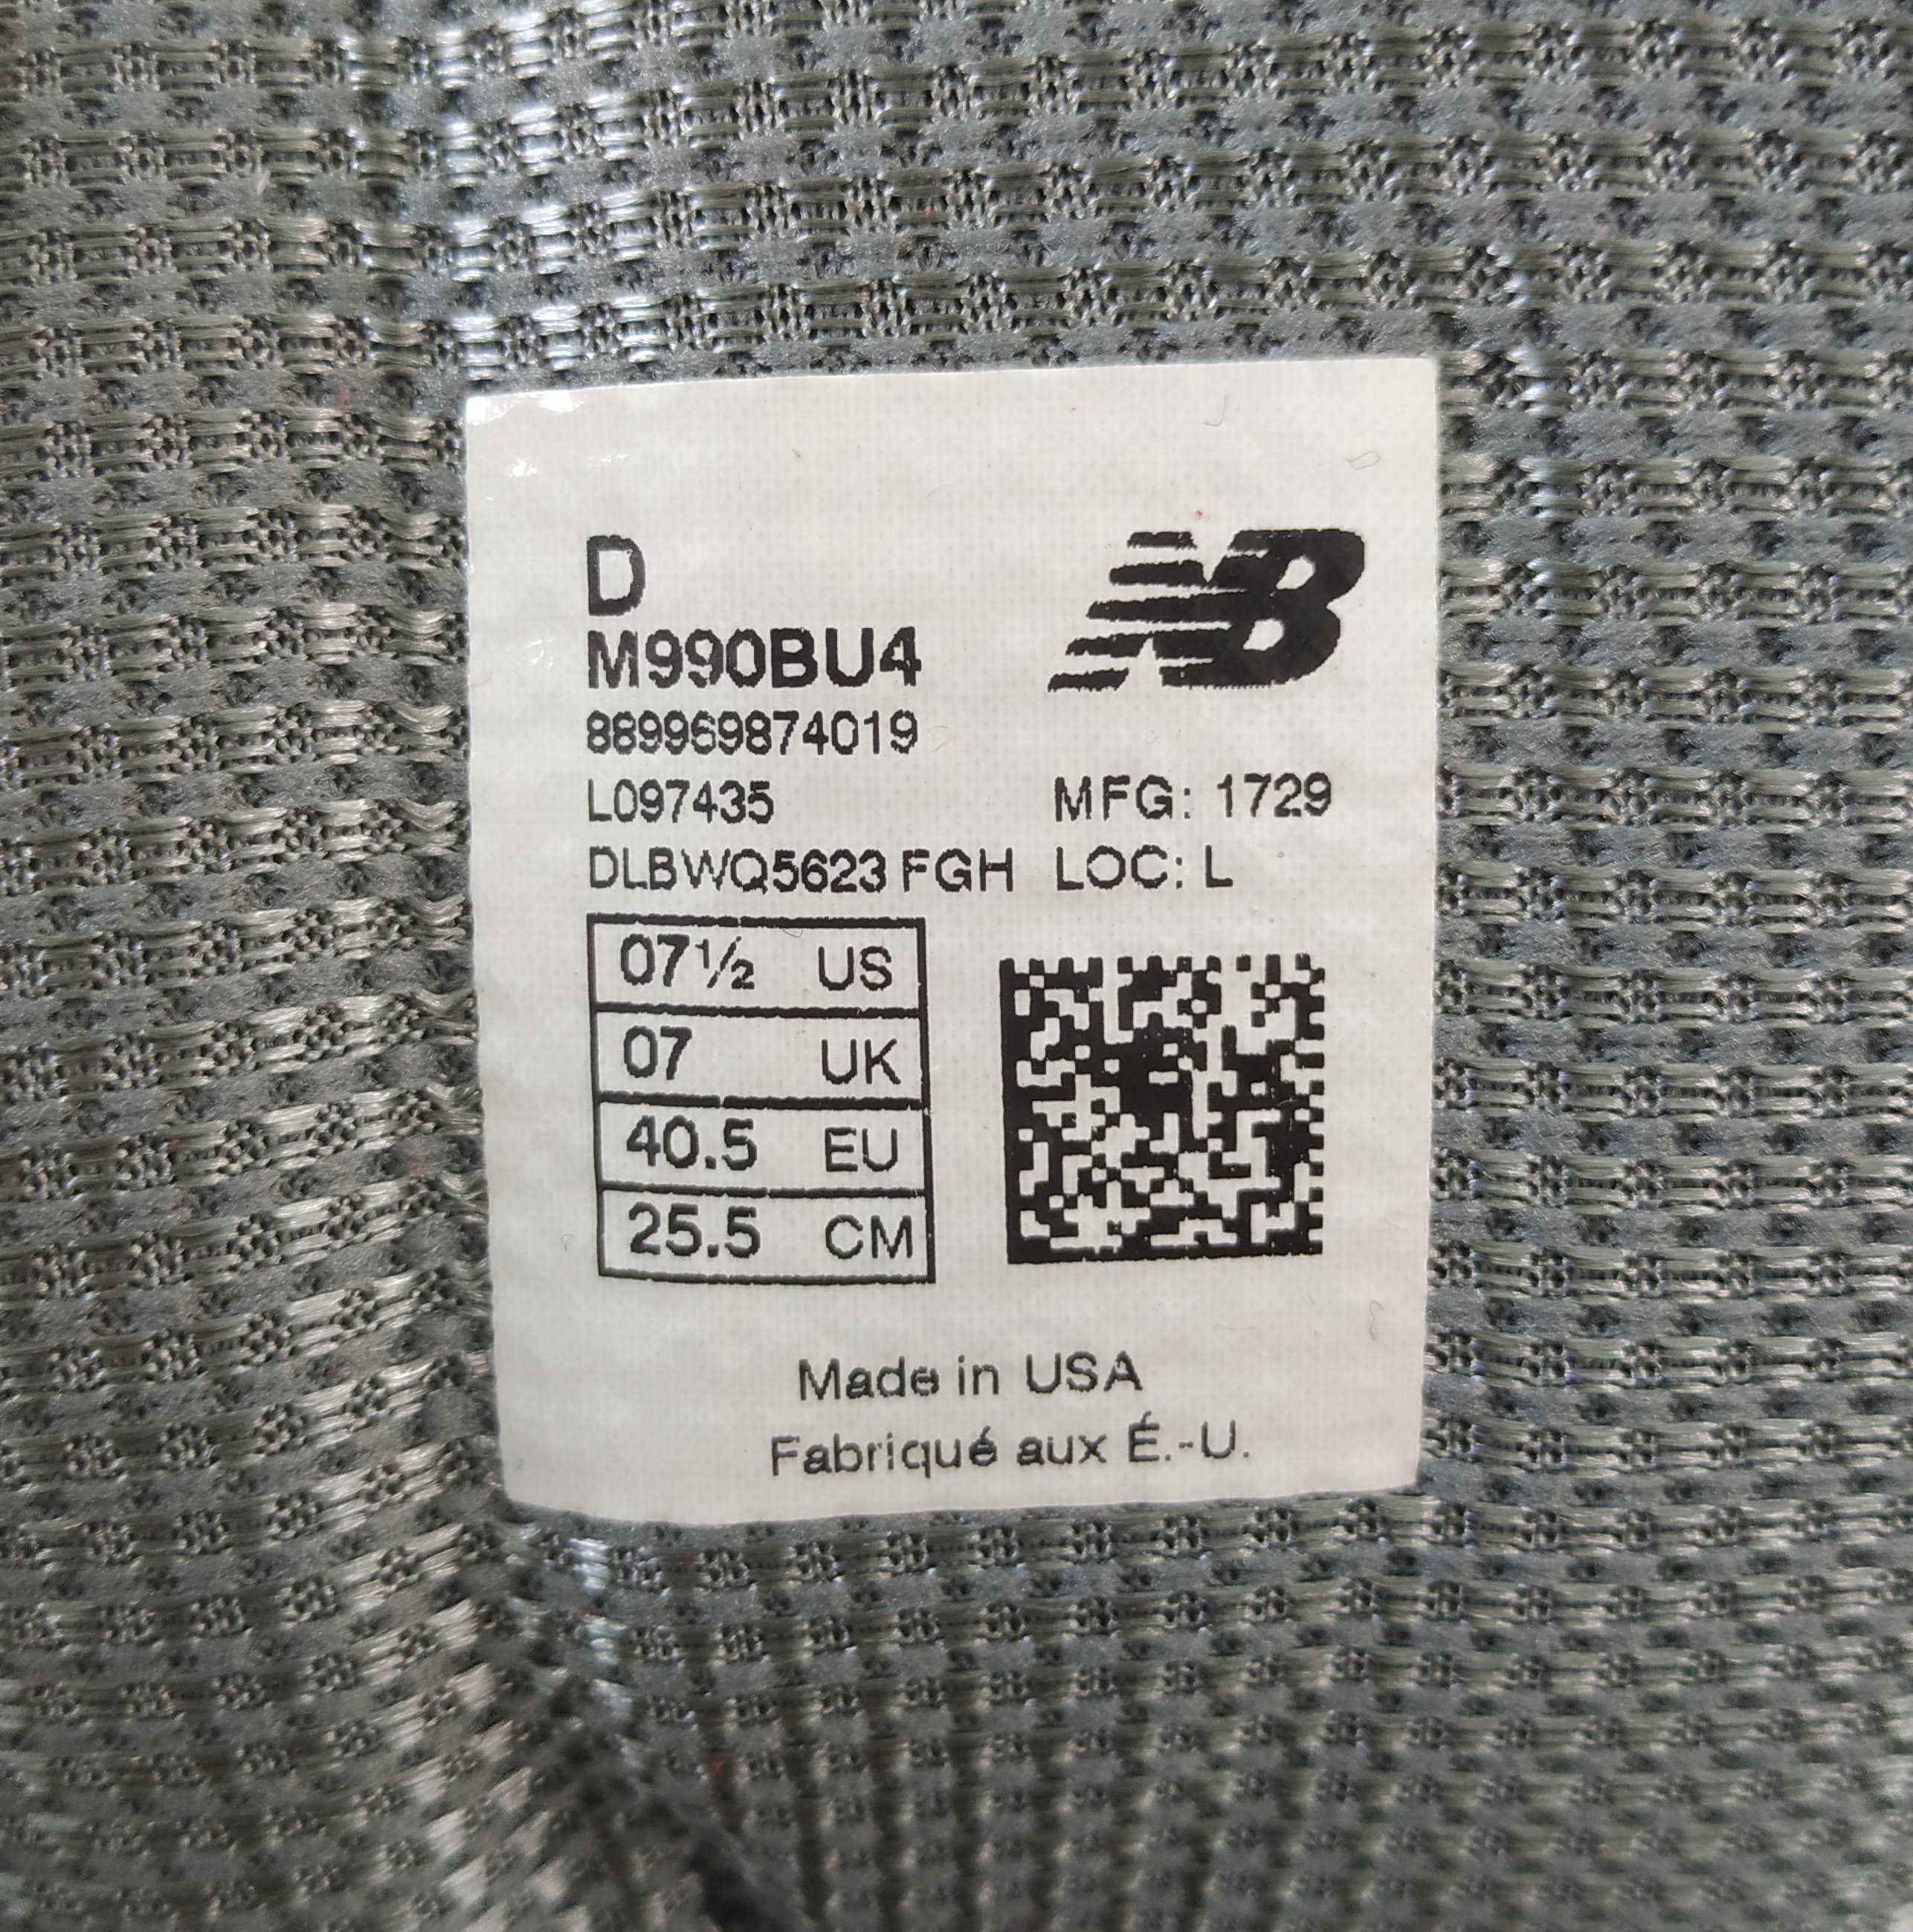 D
NB
M990BU4
889969874019
L097435 MFG: 1729
DLBWQ5623 FGH LOC: L
07½ US
07 UK
40.5 EU
25.5 CM
Made in USA
Fabriqué aux É.-U.